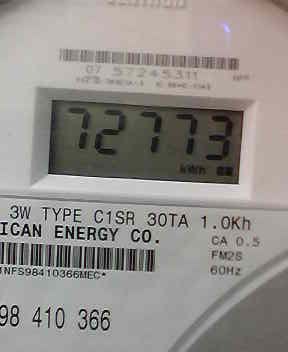 07 57245311
72773
kWh
3W TYPE C1SR 30TA 1.0Kh
ICAN ENERGY CO.
CA 0.5
FM2S
60Hz
1NFS98410366MEC*
98 410 366